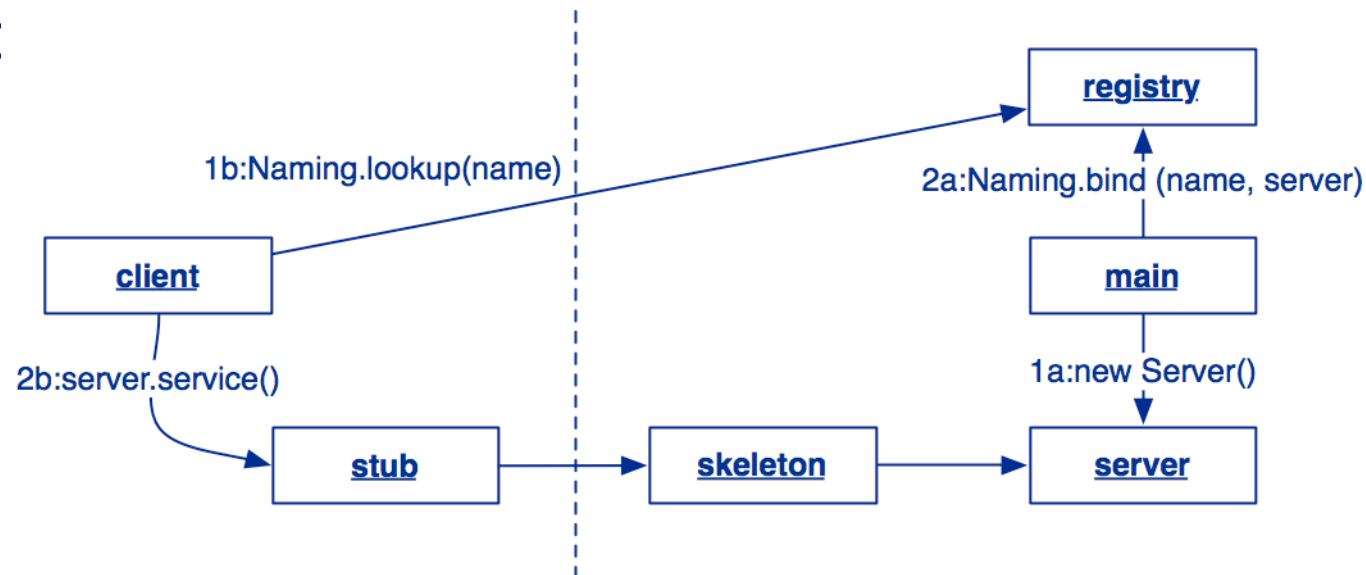 registry
1b:Naming.lookup(name)
2a:Naming.bind (name, server)
client
main
2b:server.service()
1a:new Server()
stub
skeleton
server